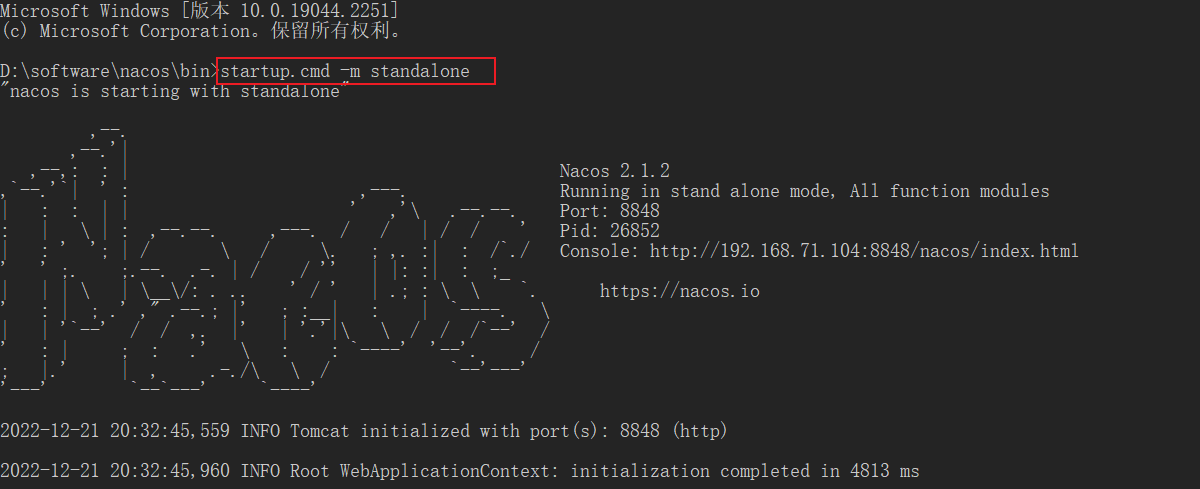 Microsoft Windows [版本 10.0.19044.2251]
(c) Microsoft Corporation。保留所有权利。
D:\software\nacos\bin>startup.cmd -m standalone
"nacos is starting with standalone"
Nacos 2.1.2
Running in stand alone mode, All function modules
Port: 8848
Pid: 26852
Console: http://192.168.71.104:8848/nacos/index.html
https://nacos.io
2022-12-21 20:32:45,559 INFO Tomcat initialized with port(s): 8848 (http)
2022-12-21 20:32:45,960 INFO Root WebApplicationContext: initialization completed in 4813 ms